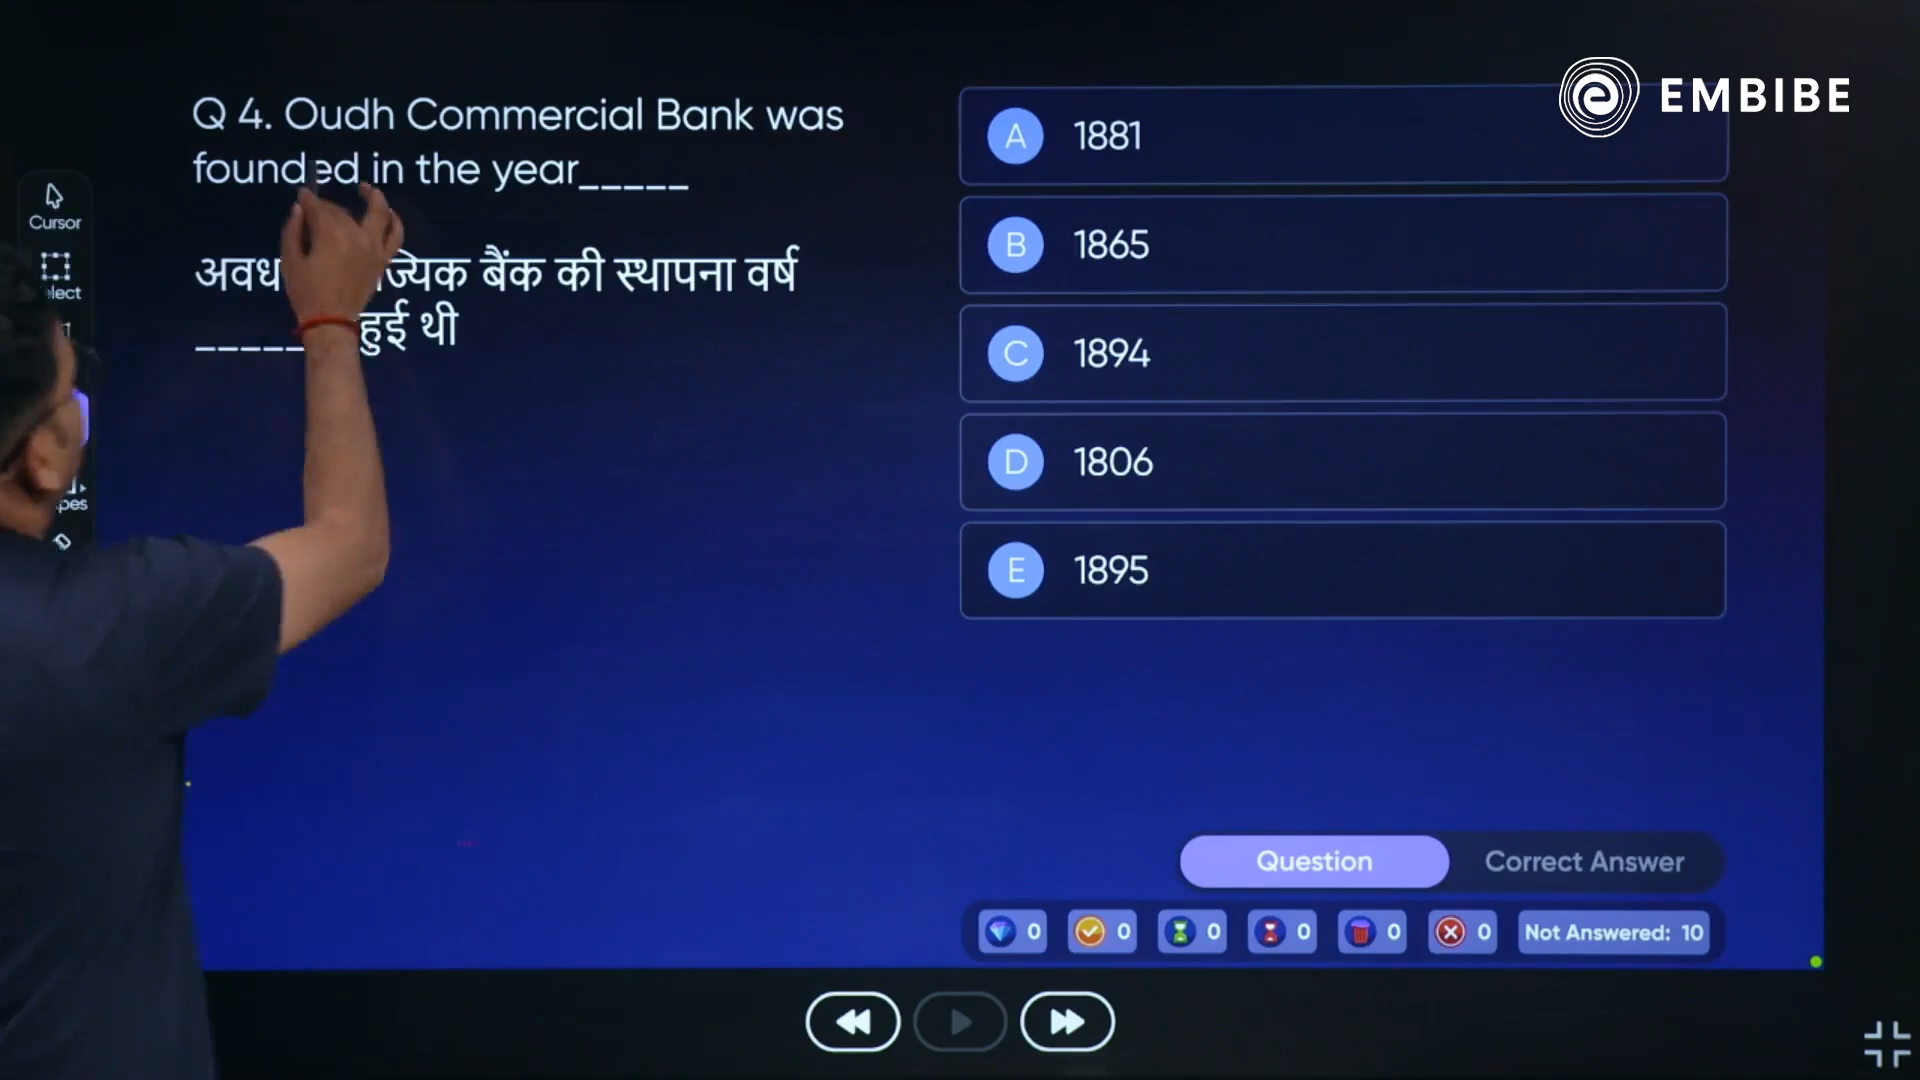 EMBIBE
Q 4. Oudh Commercial Bank was
founded in the year_____
अवध ज्यिक बैंक की स्थापना वर्ष
_____ हुई थी
A 1881
B 1865
C 1894
D 1806
E 1895
Cursor
Question Correct Answer
0 0 0 0 0 0 Not Answered: 10